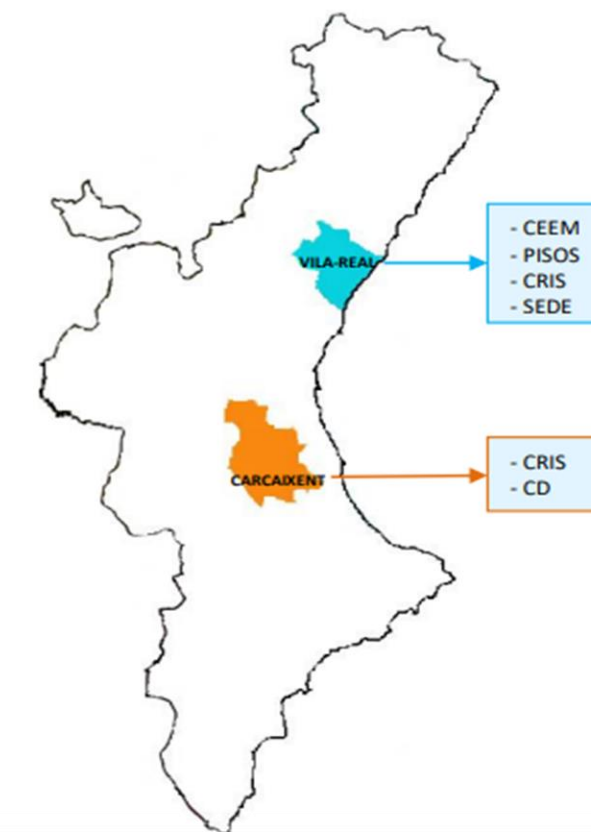 VILA-REAL
- CEEM
- PISOS
- CRIS
- SEDE
CARCAIXENT
- CRIS
- CD